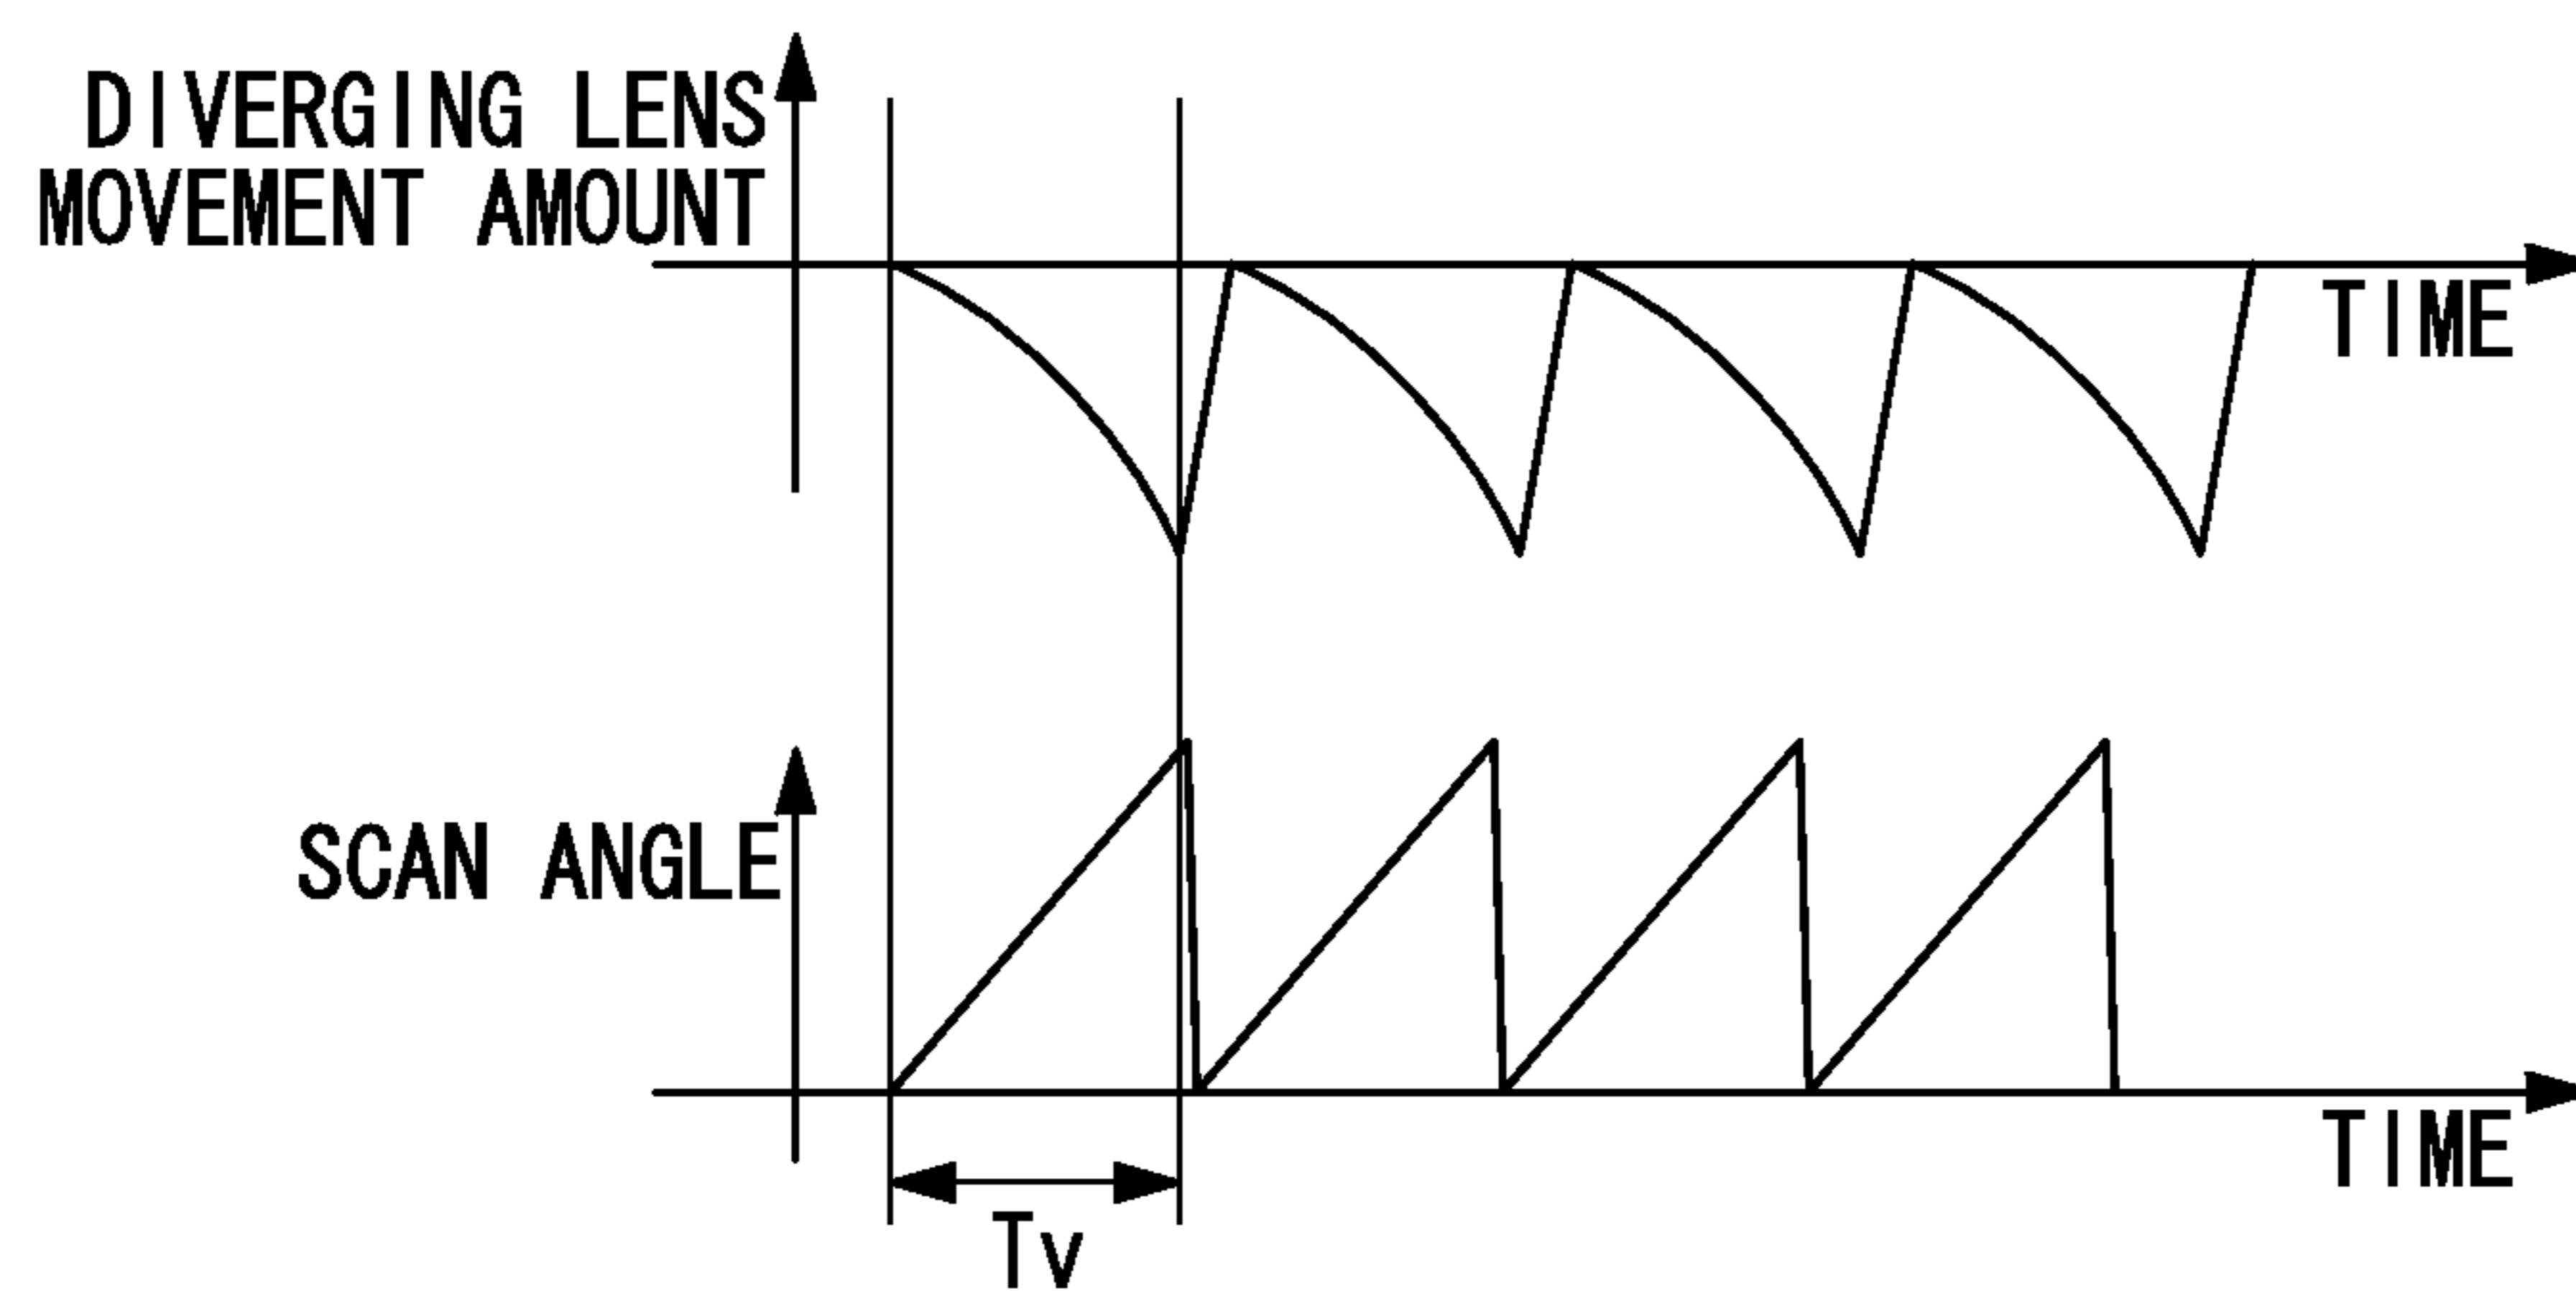 DIVERGING LENS
MOVEMENT AMOUNT
TIME
SCAN ANGLE
TIME
Tv